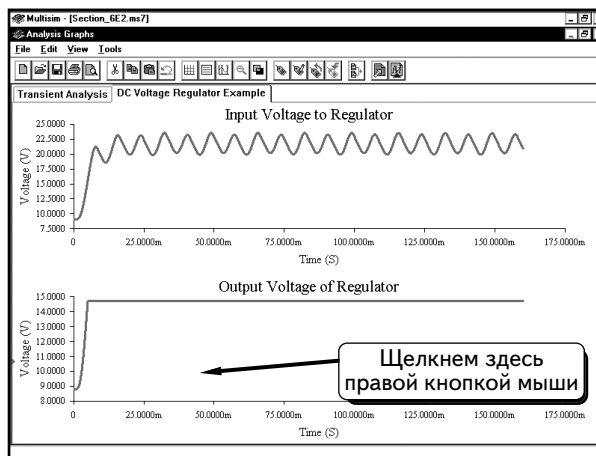 Multisim - [Section_6E2.ms7]
Analysis Graphs
File Edit View Tools
Transient Analysis DC Voltage Regulator Example
Input Voltage to Regulator
Voltage (V)
25.0000
22.5000
20.0000
17.5000
15.0000
12.5000
10.0000
7.5000
0 25.0000m 50.0000m 75.0000m 100.0000m 125.0000m 150.0000m 175.0000m
Time (S)
Output Voltage of Regulator
Voltage (V)
15.0000
14.0000
13.0000
12.0000
11.0000
10.0000
9.0000
8.0000
0 25.0000m 50.0000m 75.0000m 100.0000m 125.0000m 150.0000m 175.0000m
Time (S)
Щелкнем здесь
правой кнопкой мыши